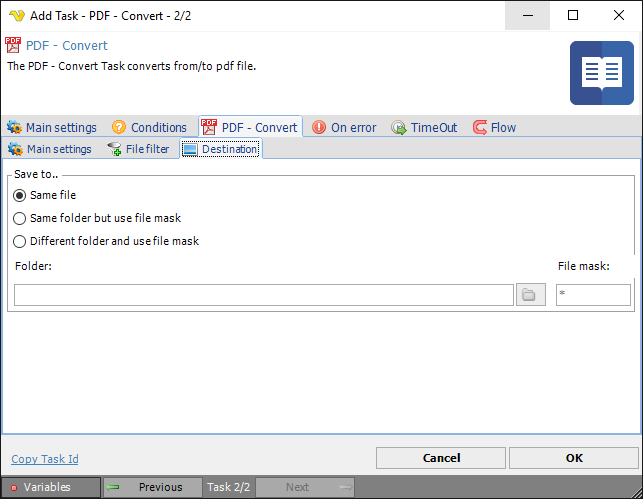 Add Task - PDF - Convert - 2/2
PDF PDF - Convert
The PDF - Convert Task converts from/to pdf file.
Main settings Conditions PDF PDF - Convert On error TimeOut Flow
Main settings File filter Destination
Save to..
Same file
Same folder but use file mask
Different folder and use file mask
Folder: File mask:
*
Copy Task Id Cancel OK
Variables Previous Task 2/2 Next